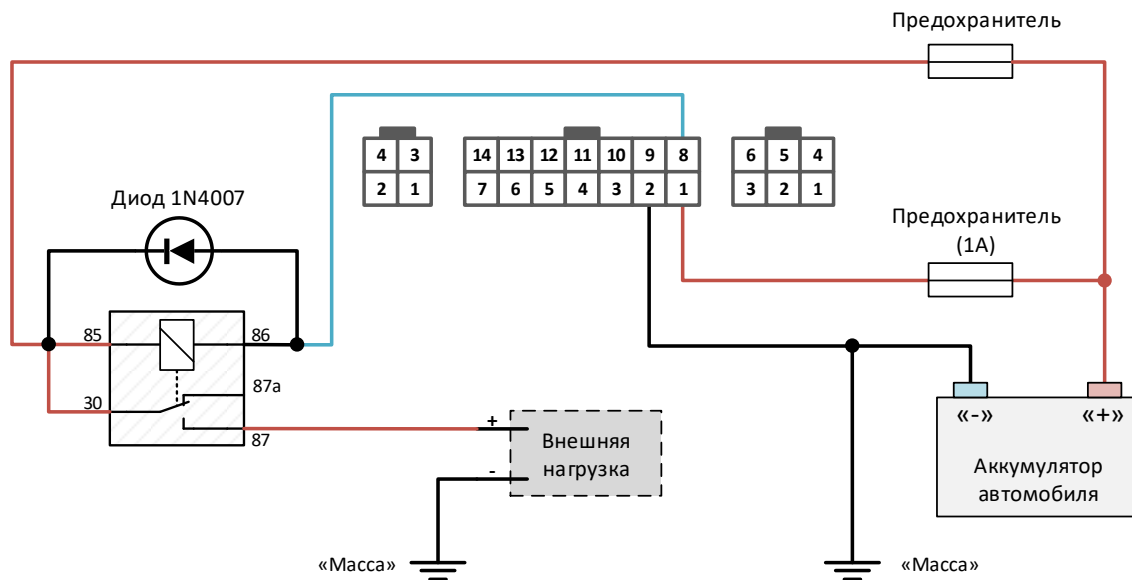 Предохранитель
4 3
2 1
14 13 12 11 10 9 8
7 6 5 4 3 2 1
6 5 4
3 2 1
Диод 1N4007
Предохранитель
(1А)
85
86
87а
30
87
+
-
Внешняя
нагрузка
«-»
«+»
Аккумулятор
автомобиля
«Масса»
«Масса»